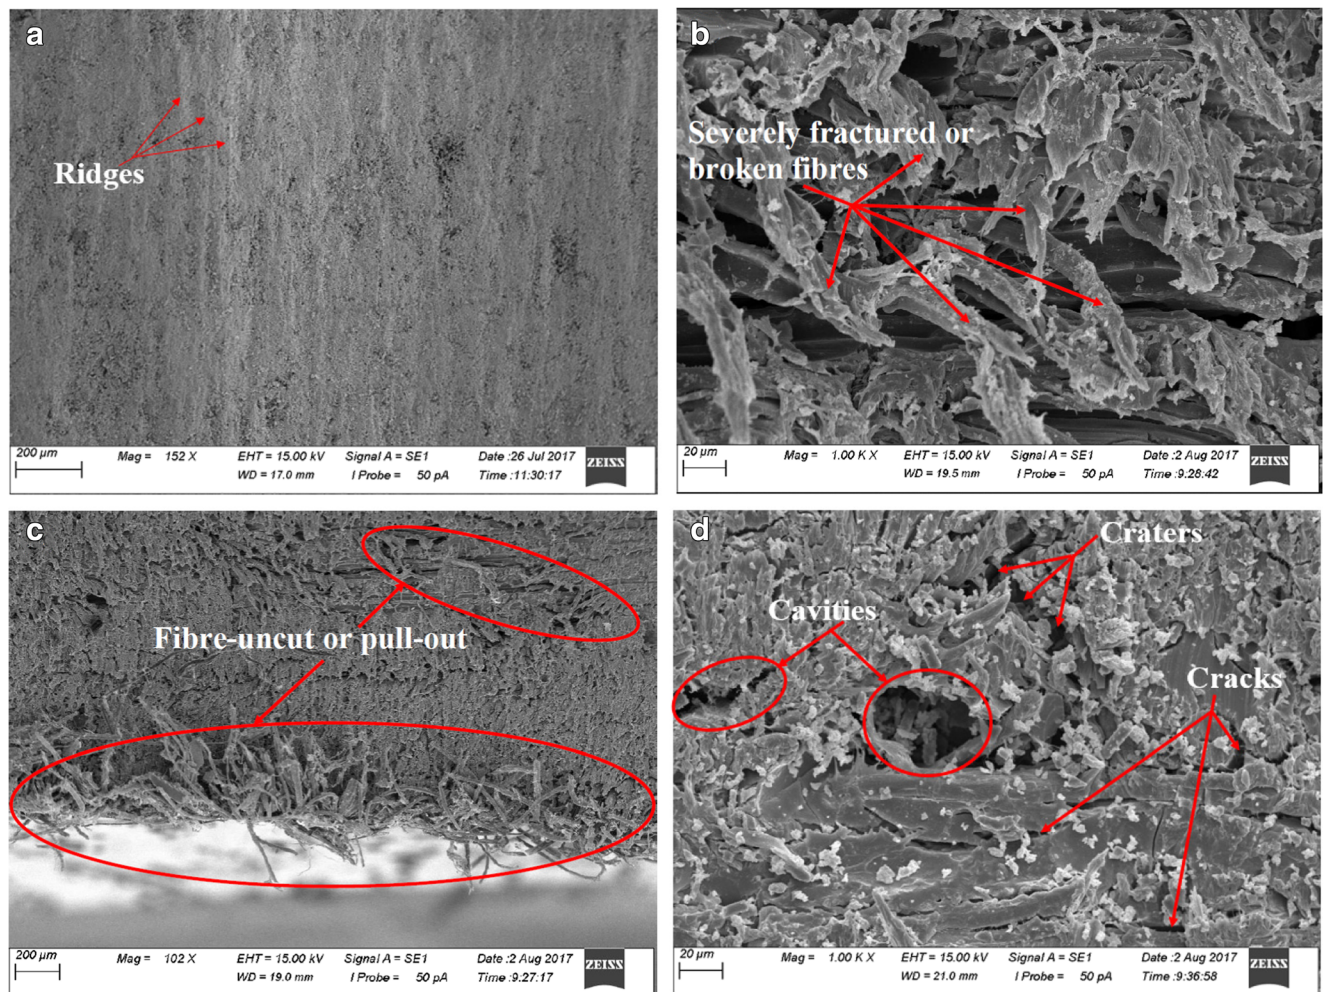 a
Ridges
200 µm
Mag = 152 X
EHT = 15.00 kV
Signal A = SE1
Date :26 Jul 2017
WD = 17.0 mm
I Probe = 50 pA
Time :11:30:17
ZEISS
b
Severely fractured or
broken fibres
20 µm
Mag = 1.00 K X
EHT = 15.00 kV
Signal A = SE1
Date :2 Aug 2017
WD = 19.5 mm
I Probe = 50 pA
Time :9:28:42
ZEISS
c
Fibre-uncut or pull-out
200 µm
Mag = 102 X
EHT = 15.00 kV
Signal A = SE1
Date :2 Aug 2017
WD = 19.0 mm
I Probe = 50 pA
Time :9:27:17
ZEISS
d
Craters
Cavities
Cracks
20 µm
Mag = 1.00 K X
EHT = 15.00 kV
Signal A = SE1
Date :2 Aug 2017
WD = 21.0 mm
I Probe = 50 pA
Time :9:36:58
ZEISS